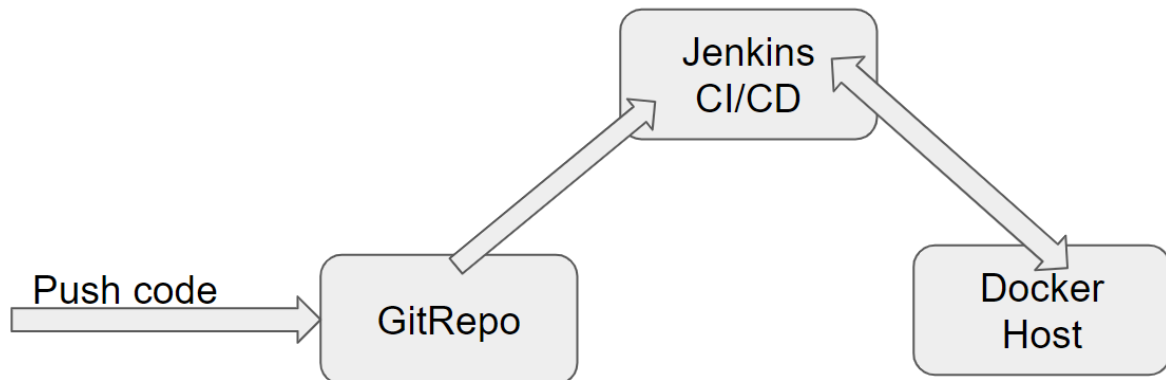 Jenkins
CI/CD
Push code
GitRepo
Docker
Host